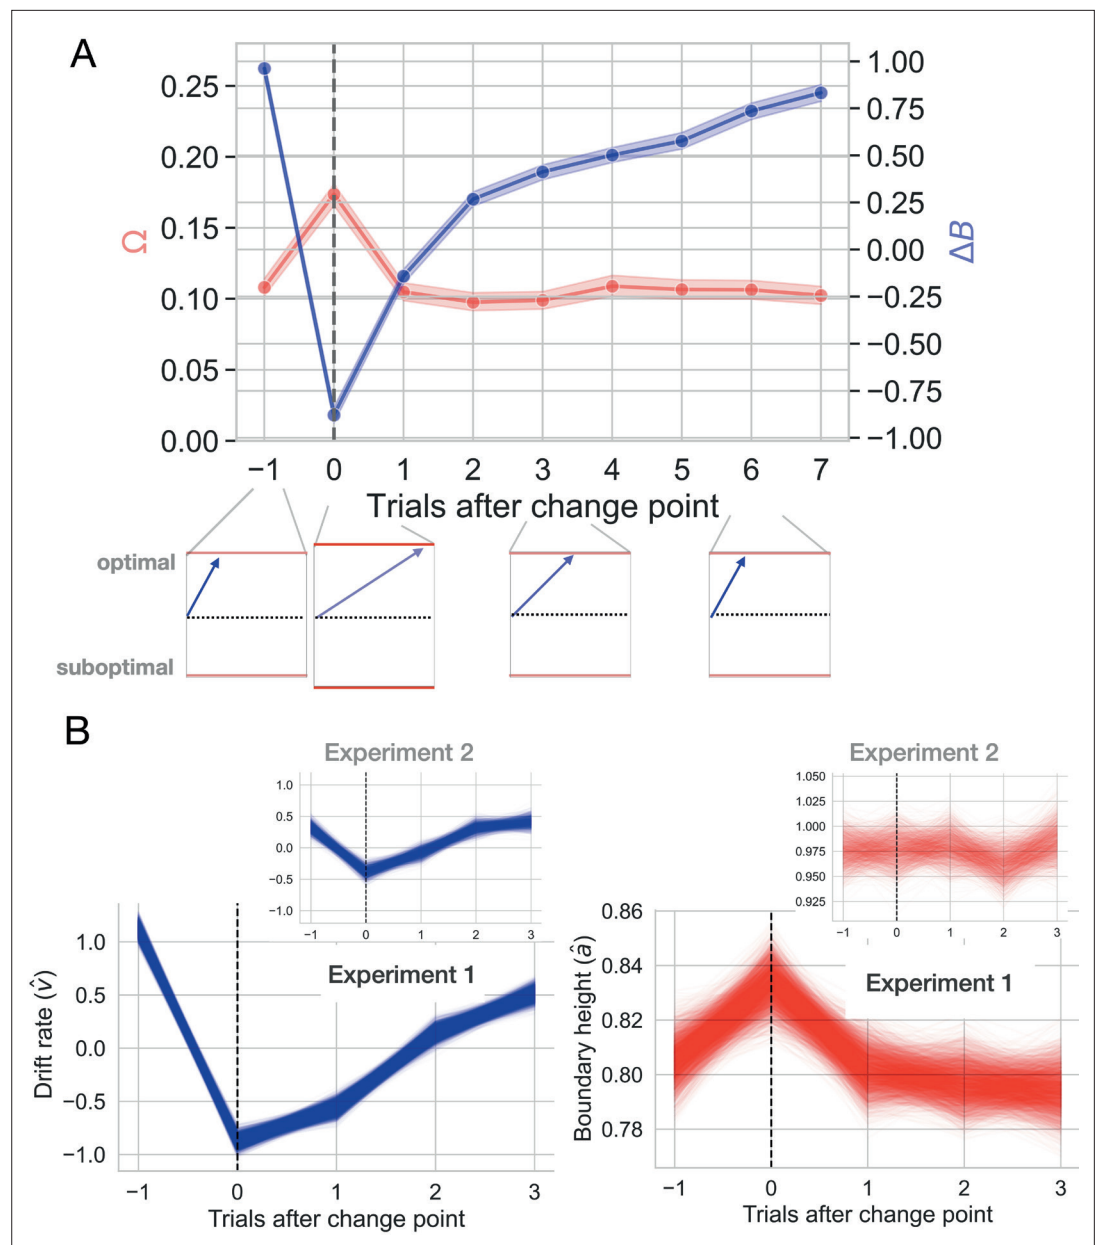 A
0.25
0.20
0.15
0.10
0.05
0.00
Ω
1.00
0.75
0.50
0.25
0.00
−0.25
−0.50
−0.75
−1.00
ΔB
−1 0 1 2 3 4 5 6 7
Trials after change point
optimal
suboptimal
B
Experiment 2
1.0
0.5
0.0
−0.5
−1.0
−1 0 1 2 3
Experiment 1
1.0
0.5
0.0
−0.5
−1.0
Drift rate (v̂)
−1 0 1 2 3
Trials after change point
Experiment 2
1.050
1.025
1.000
0.975
0.950
0.925
−1 0 1 2 3
Experiment 1
0.86
0.84
0.82
0.80
0.78
Boundary height (â)
−1 0 1 2 3
Trials after change point